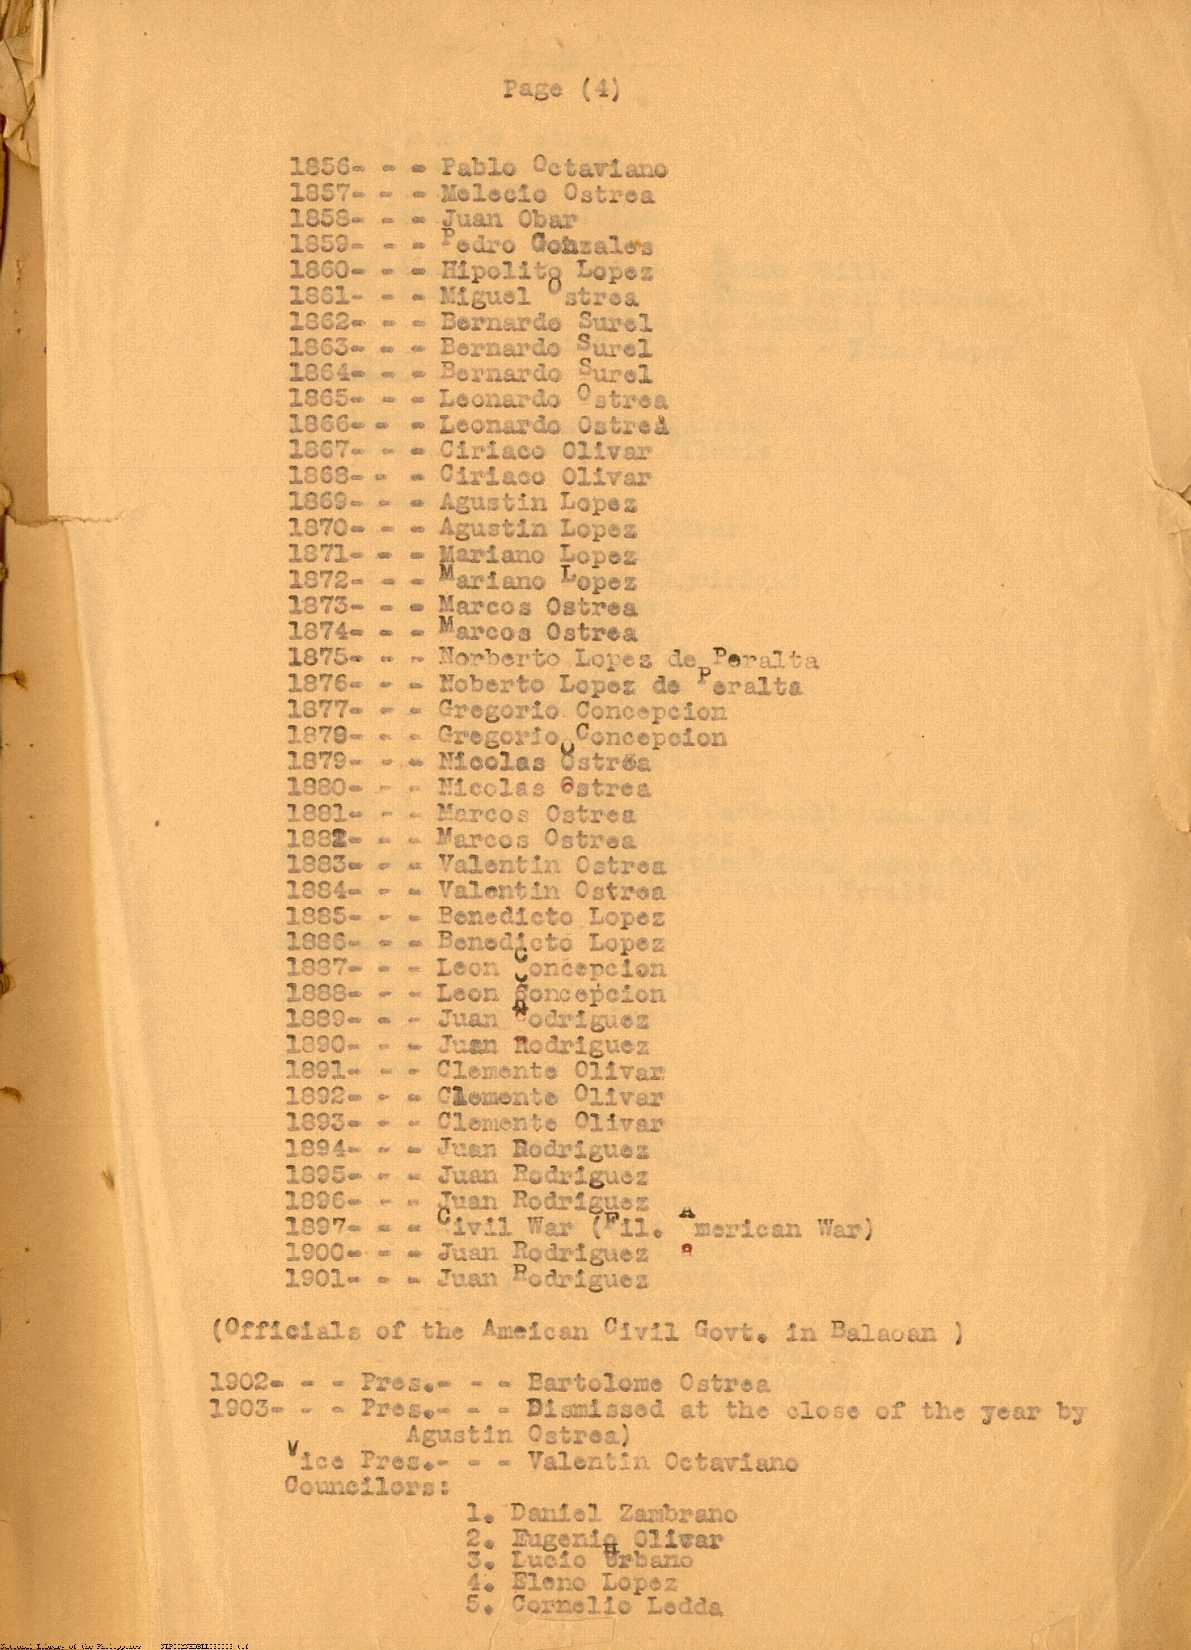 Page (4)
1856- - - Pablo Octaviano
1857- - - Melecio Ostrea
1858- - - Juan Obar
1859- - - Pedro Gonzales
1860- - - Hipolito Lopez
1861- - - Miguel Ostrea
1862- - - Bernardo Surel
1863- - - Bernardo Surel
1864- - - Bernardo Surel
1865- - - Leonardo Ostrea
1866- - - Leonardo Ostrea
1867- - - Ciriaco Olivar
1868- - - Ciriaco Olivar
1869- - - Agustin Lopez
1870- - - Agustin Lopez
1871- - - Mariano Lopez
1872- - - Mariano Lopez
1873- - - Marcos Ostrea
1874- - - Marcos Ostrea
1875- - - Norberto Lopez de Peralta
1876- - - Noberto Lopez de Peralta
1877- - - Gregorio Concepcion
1878- - - Gregorio Concepcion
1879- - - Nicolas Ostrea
1880- - - Nicolas Ostrea
1881- - - Marcos Ostrea
1882- - - Marcos Ostrea
1883- - - Valentin Ostrea
1884- - - Valentin Ostrea
1885- - - Benedicto Lopez
1886- - - Benedicto Lopez
1887- - - Leon Concepcion
1888- - - Leon Concepcion
1889- - - Juan Rodriguez
1890- - - Juan Rodriguez
1891- - - Clemente Olivar
1892- - - Clemente Olivar
1893- - - Clemente Olivar
1894- - - Juan Rodriguez
1895- - - Juan Rodriguez
1896- - - Juan Rodriguez
1897- - - Civil War (Fil. American War)
1900- - - Juan Rodriguez
1901- - - Juan Rodriguez
(Officials of the Ameican Civil Govt. in Balaoan )
1902- - - Pres.- - - Bartolome Ostrea
1903- - - Pres.- - - Dismissed at the close of the year by
Agustin Ostrea)
Vice Pres.- - - Valentin Octaviano
Councilors:
1. Daniel Zambrano
2. Eugenio Olivar
3. Lucio Urbano
4. Eleno Lopez
5. Cornelio Ledda
National Library of the Philippines